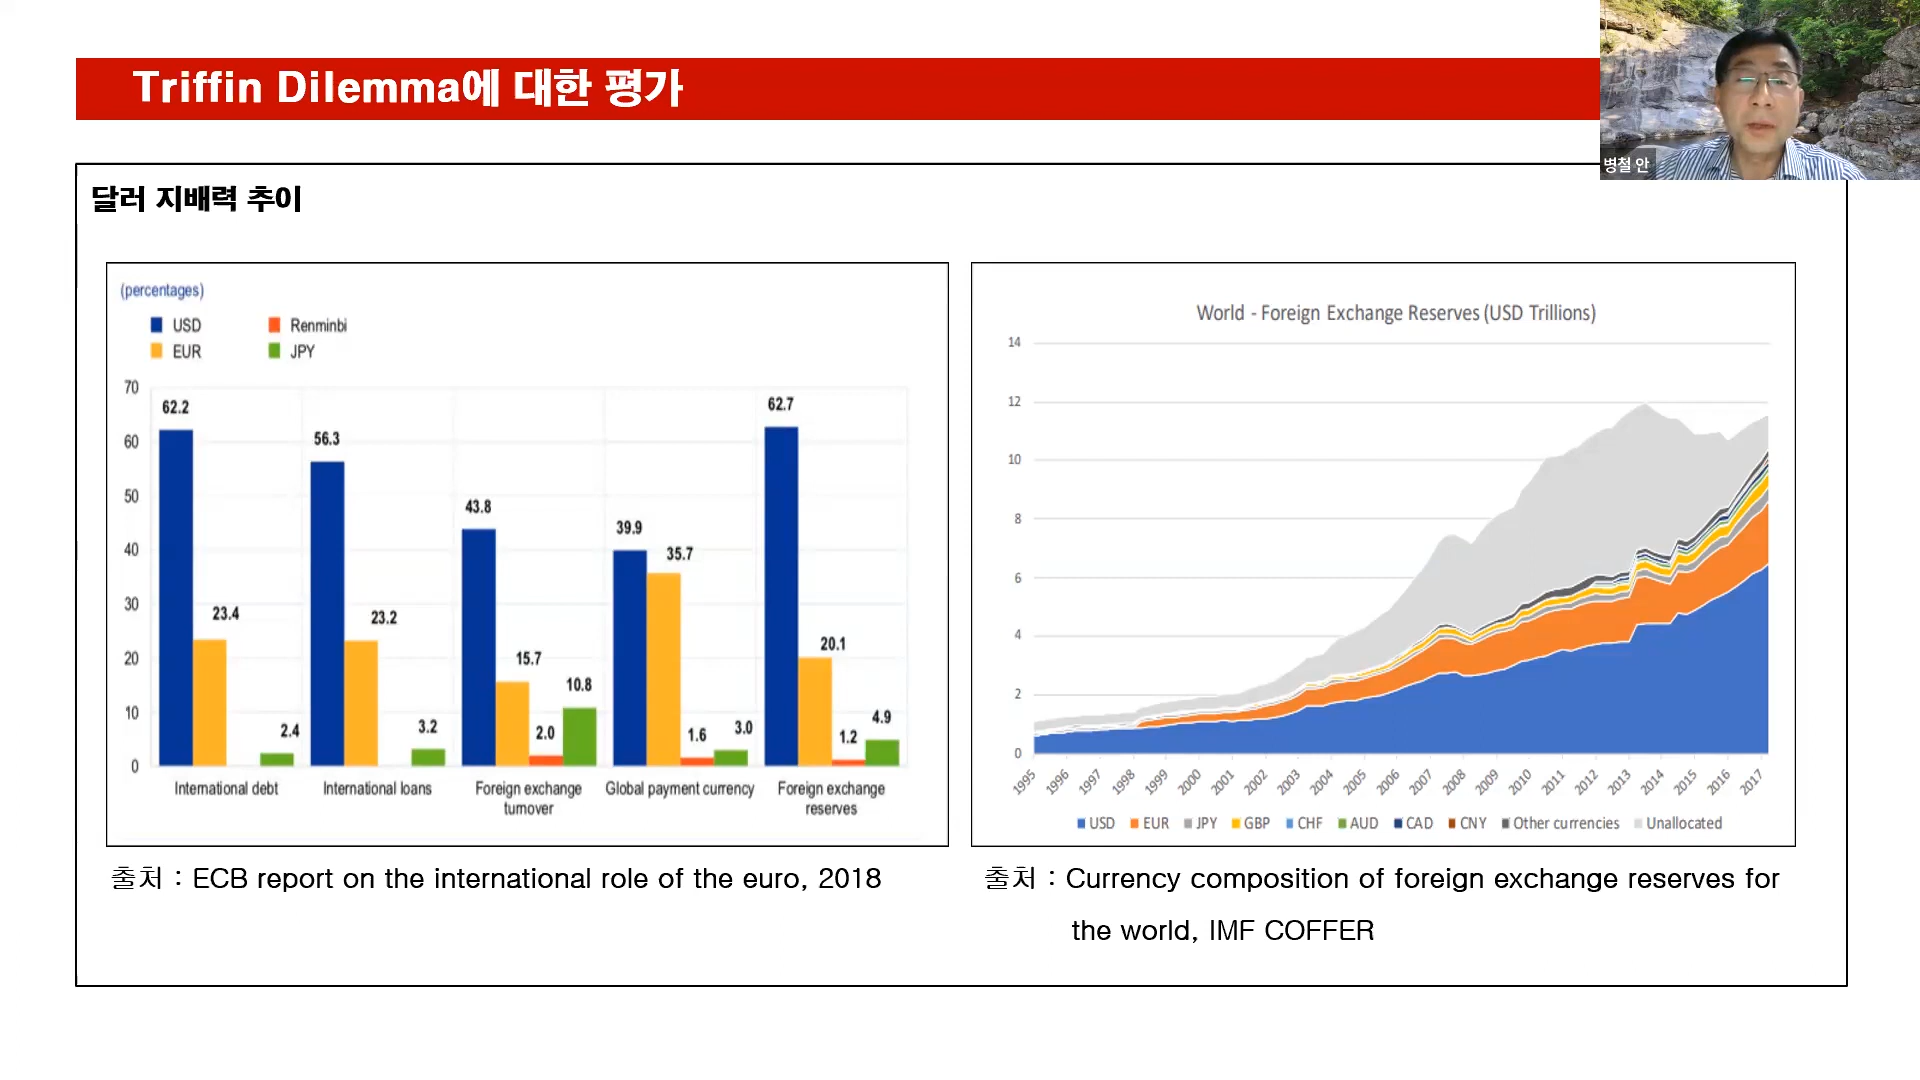 Triffin Dilemma에 대한 평가
병철 안
달러 지배력 추이
(percentages)
USD
Renminbi
EUR
JPY
70
60
50
40
30
20
10
0
62.2
23.4
2.4
56.3
23.2
3.2
43.8
15.7
2.0
10.8
39.9
35.7
1.6
3.0
62.7
20.1
1.2
4.9
International debt
International loans
Foreign exchange
turnover
Global payment currency
Foreign exchange
reserves
출처 : ECB report on the international role of the euro, 2018
World - Foreign Exchange Reserves (USD Trillions)
14
12
10
8
6
4
2
0
1995
1996
1997
1998
1999
2000
2001
2002
2003
2004
2005
2006
2007
2008
2009
2010
2011
2012
2013
2014
2015
2016
2017
USD EUR JPY GBP CHF AUD CAD CNY Other currencies Unallocated
출처 : Currency composition of foreign exchange reserves for
the world, IMF COFFER